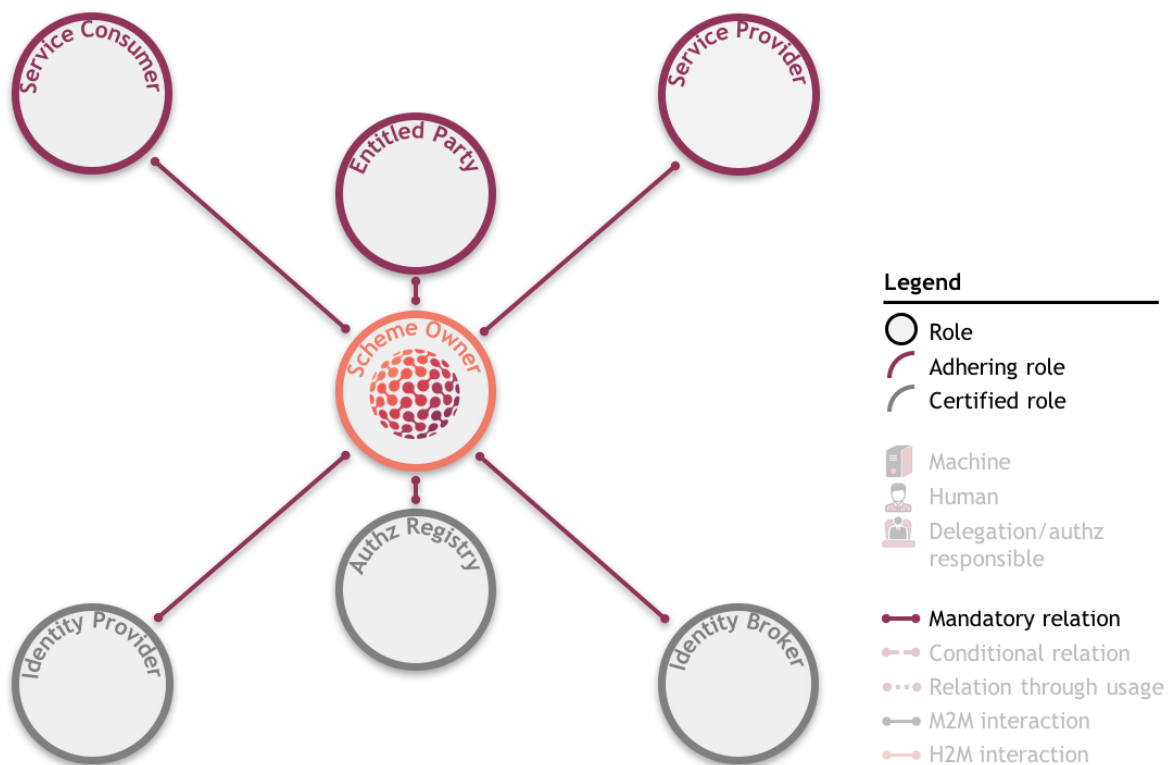 Service Consumer
Service Provider
Entitled Party
Scheme Owner
Authz Registry
Identity Provider
Identity Broker
Legend
Role
Adhering role
Certified role
Machine
Human
Delegation/authz
responsible
Mandatory relation
Conditional relation
Relation through usage
M2M interaction
H2M interaction